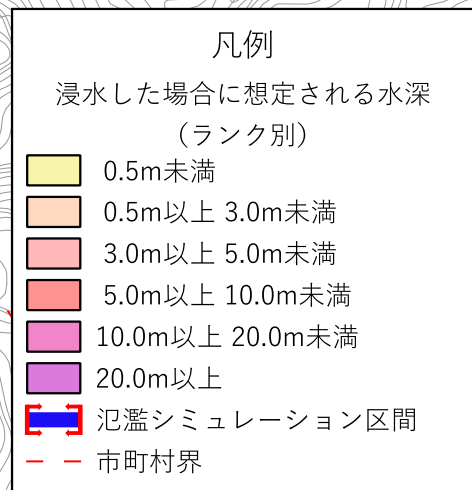 凡例
浸水した場合に想定される水深
（ランク別）
0.5m未満
0.5m以上 3.0m未満
3.0m以上 5.0m未満
5.0m以上 10.0m未満
10.0m以上 20.0m未満
20.0m以上
氾濫シミュレーション区間
市町村界